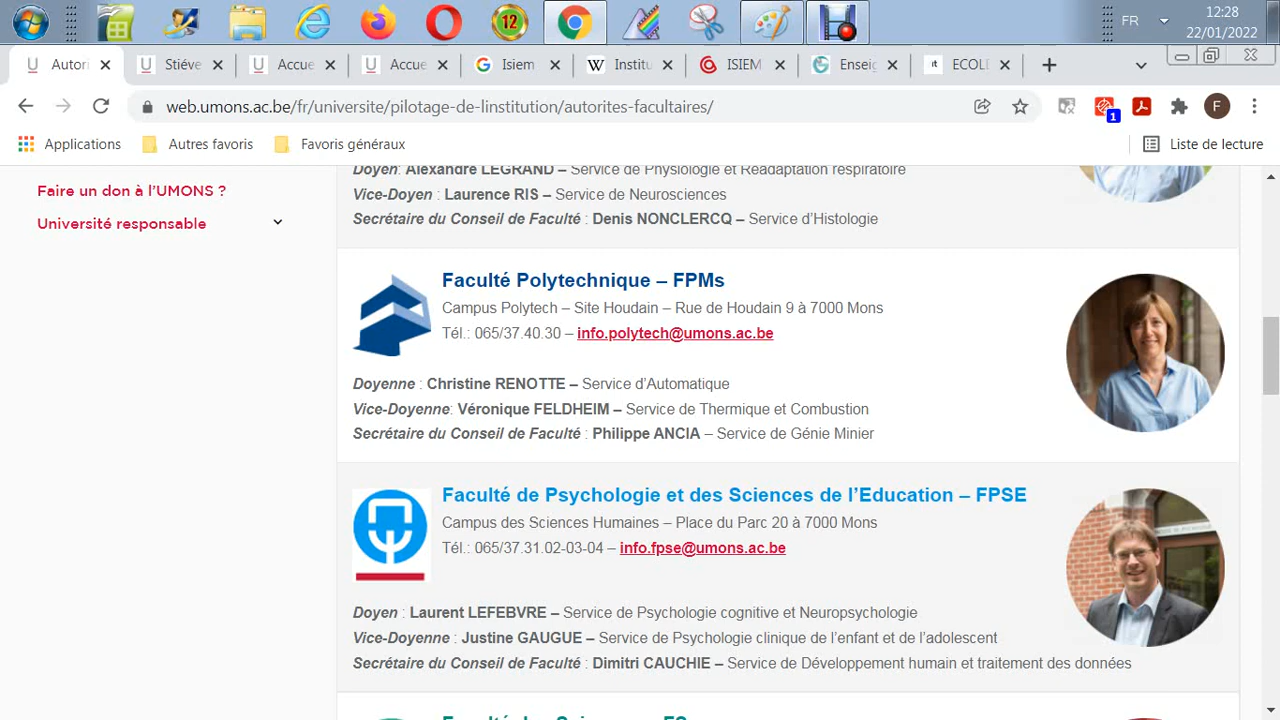 12
FR
12:28
22/01/2022
Autori
Stiéve
Accue
Accue
Isiem
Institu
ISIEM
Enseig
ECOLE
web.umons.ac.be/fr/universite/pilotage-de-linstitution/autorites-facultaires/
1
F
Applications
Autres favoris
Favoris généraux
Liste de lecture
Faire un don à l'UMONS ?
Université responsable
Doyen: Alexandre LEGRAND – Service de Physiologie et Réadaptation respiratoire
Vice-Doyen : Laurence RIS – Service de Neurosciences
Secrétaire du Conseil de Faculté : Denis NONCLERCQ – Service d'Histologie
Faculté Polytechnique – FPMs
Campus Polytech – Site Houdain – Rue de Houdain 9 à 7000 Mons
Tél.: 065/37.40.30 – info.polytech@umons.ac.be
Doyenne : Christine RENOTTE – Service d'Automatique
Vice-Doyenne: Véronique FELDHEIM – Service de Thermique et Combustion
Secrétaire du Conseil de Faculté : Philippe ANCIA – Service de Génie Minier
Faculté de Psychologie et des Sciences de l'Education – FPSE
Campus des Sciences Humaines – Place du Parc 20 à 7000 Mons
Tél.: 065/37.31.02-03-04 – info.fpse@umons.ac.be
Doyen : Laurent LEFEBVRE – Service de Psychologie cognitive et Neuropsychologie
Vice-Doyenne : Justine GAUGUE – Service de Psychologie clinique de l'enfant et de l'adolescent
Secrétaire du Conseil de Faculté : Dimitri CAUCHIE – Service de Développement humain et traitement des données